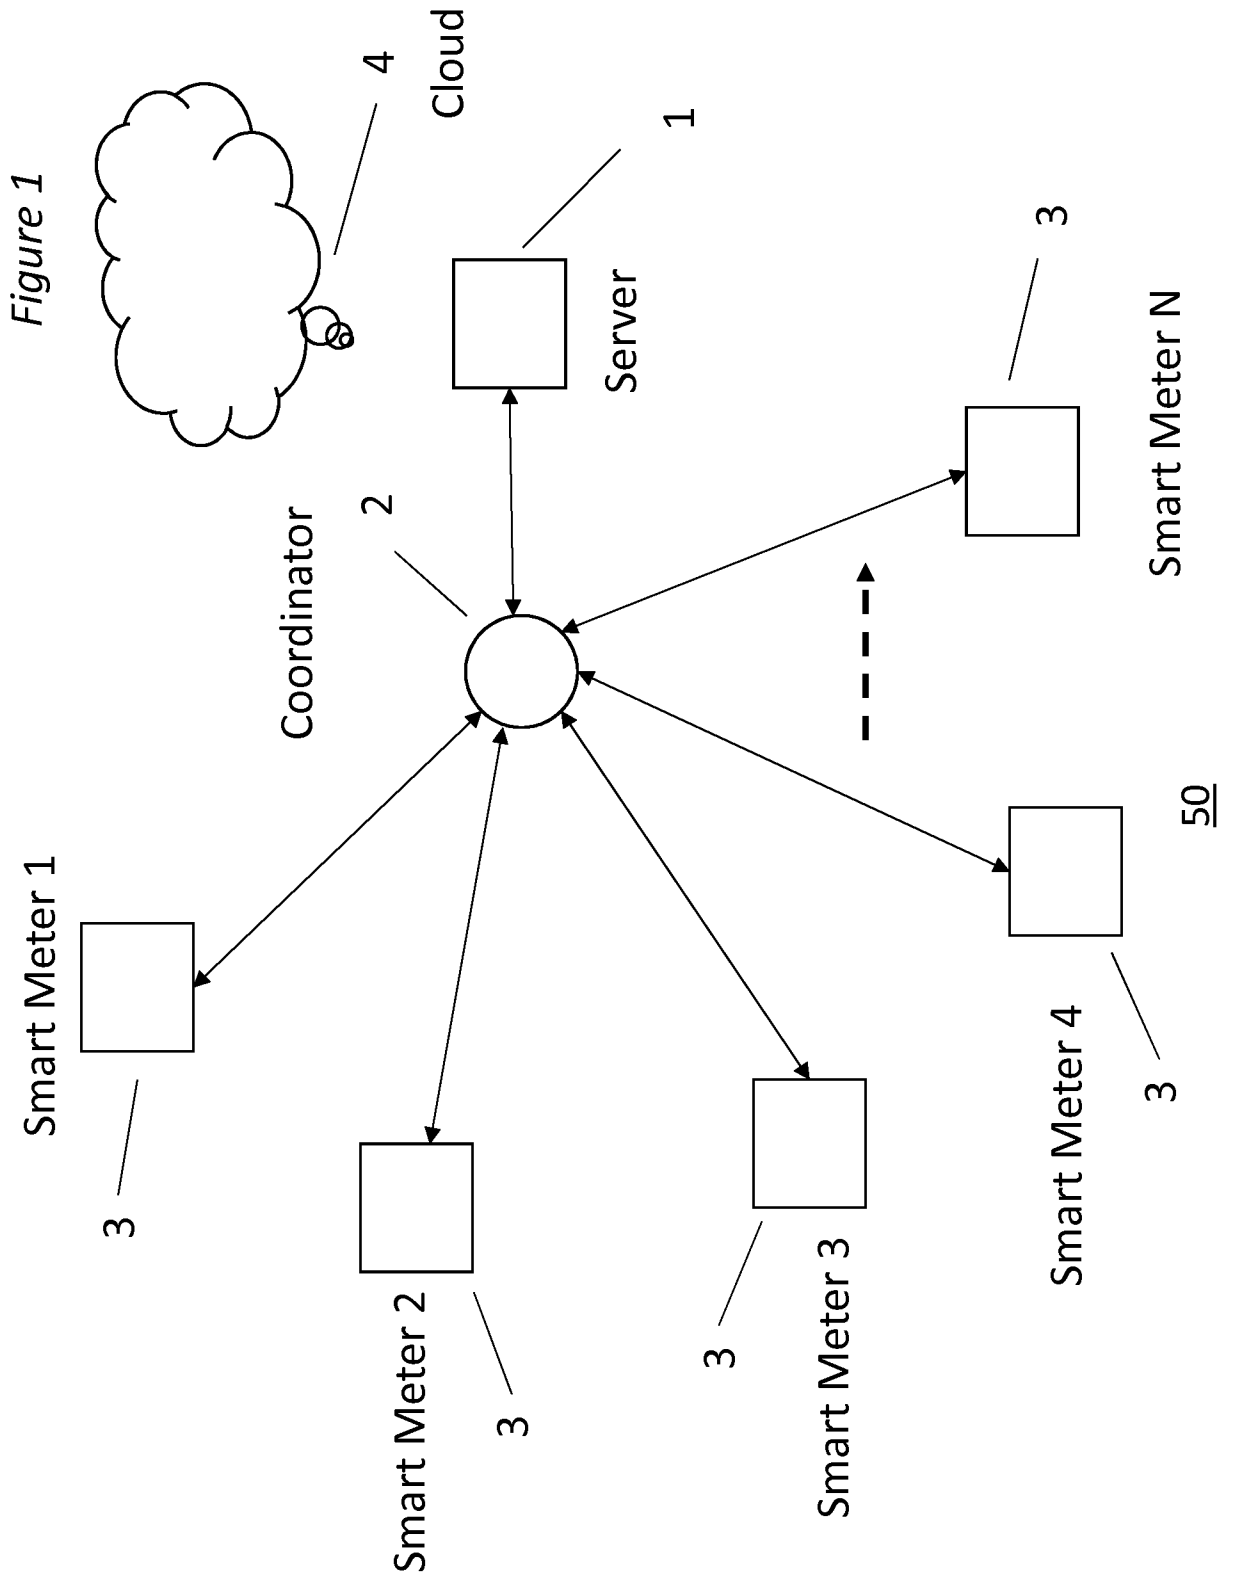 Figure 1
4
Cloud
1
Server
2
Coordinator
3
Smart Meter N
Smart Meter 1
3
Smart Meter 2
3
Smart Meter 3
3
Smart Meter 4
3
50